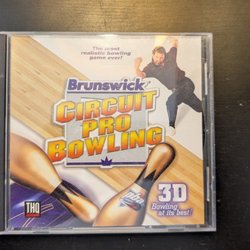 The most
realistic bowling
game ever!
Brunswick
CIRCUIT
PRO
BOWLING
THQ
3D
Bowling
at its best!